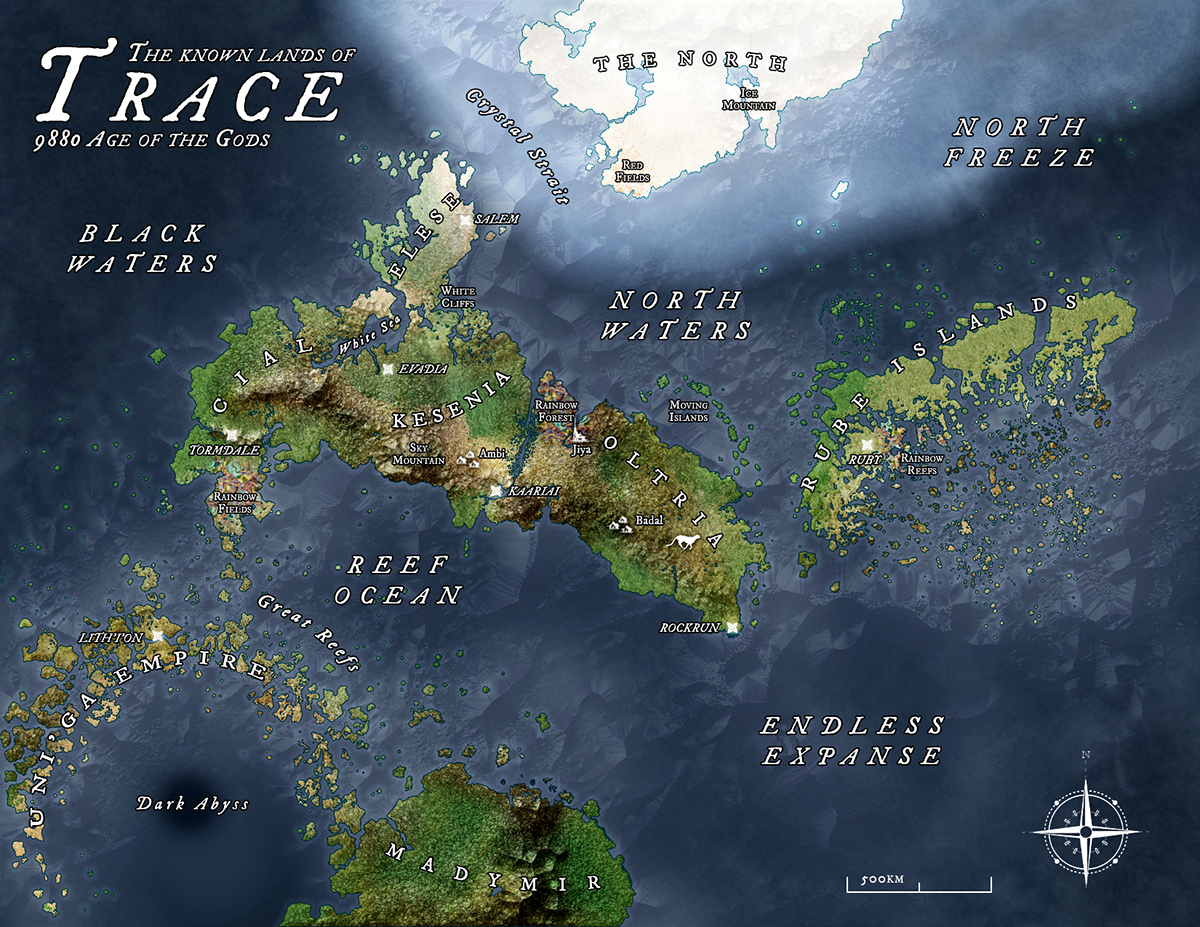 THE KNOWN LANDS OF
TRACE
9880 AGE OF THE GODS
THE NORTH
ICE
MOUNTAIN
Crystal Strait
RED
FIELDS
NORTH
FREEZE
BLACK
WATERS
ELESE
SALEM
WHITE
CLIFFS
NORTH
WATERS
CIAL
White Sea
EVADIA
KESENIA
RAINBOW
FOREST
Jiya
MOVING
ISLANDS
RUBE ISLANDS
RUBY
RAINBOW
REEFS
TORMDALE
SKY
MOUNTAIN
Ambi
KAARIAI
OLTRIA
Badal
RAINBOW
FIELDS
REEF
OCEAN
ROCKRUN
Great Reefs
LITH'TON
UNI'GA EMPIRE
ENDLESS
EXPANSE
Dark Abyss
MADYMIR
N
500KM